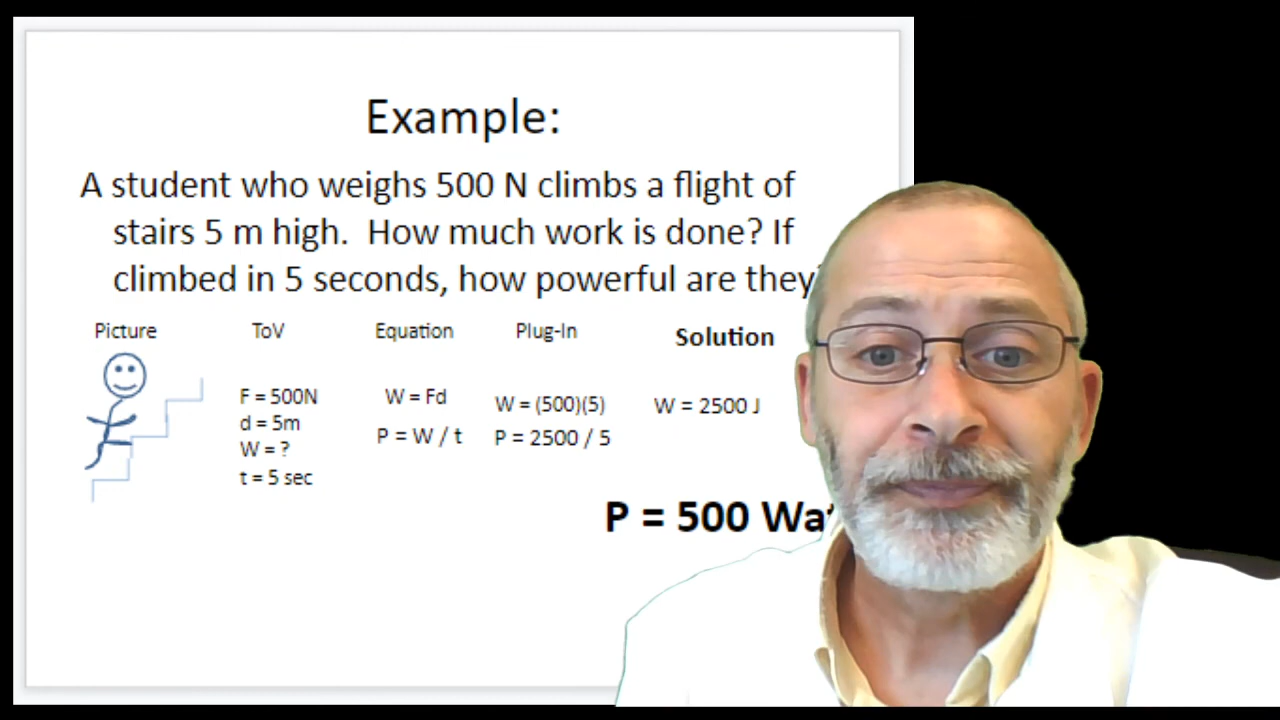 Example:
A student who weighs 500 N climbs a flight of
stairs 5 m high. How much work is done? If
climbed in 5 seconds, how powerful are they
Picture ToV Equation Plug-In Solution
F = 500N W = Fd W = (500)(5) W = 2500 J
d = 5m
P = W / t P = 2500 / 5
W = ?
t = 5 sec
P = 500